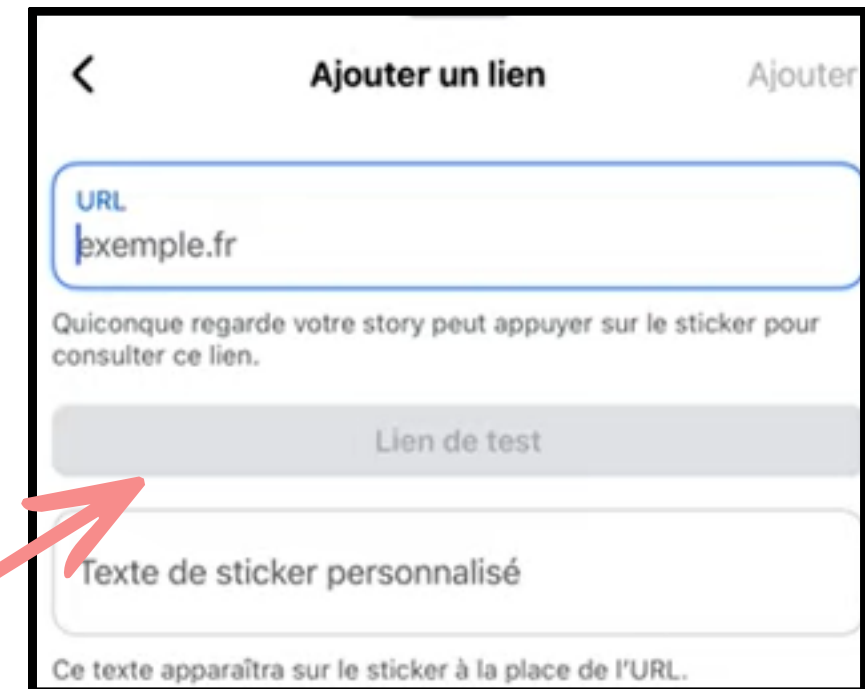 Ajouter un lien Ajouter
URL
exemple.fr
Quiconque regarde votre story peut appuyer sur le sticker pour
consulter ce lien.
Lien de test
Texte de sticker personnalisé
Ce texte apparaîtra sur le sticker à la place de l'URL.